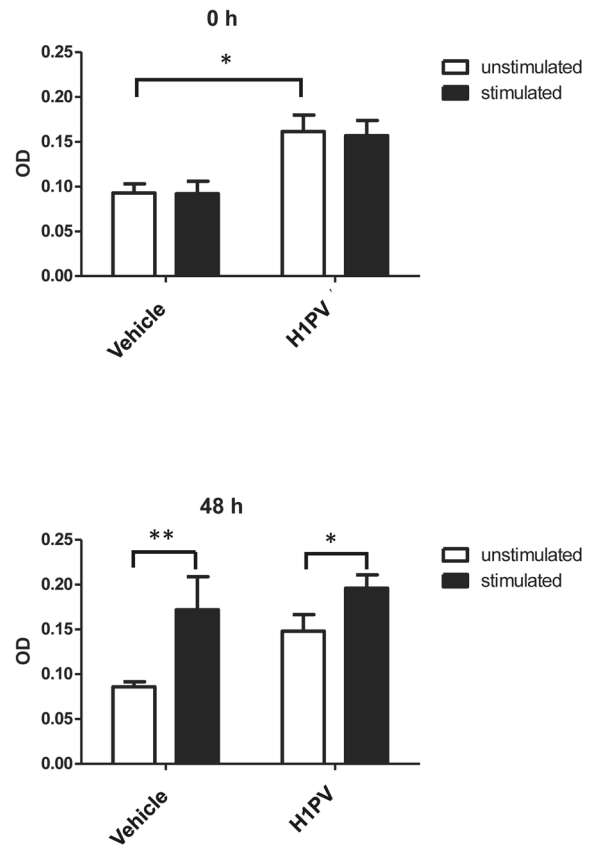 0 h
*
0.25
0.20
0.15
0.10
0.05
0.00
OD
Vehicle
H1PV
unstimulated
stimulated
48 h
**
*
0.25
0.20
0.15
0.10
0.05
0.00
OD
Vehicle
H1PV
unstimulated
stimulated